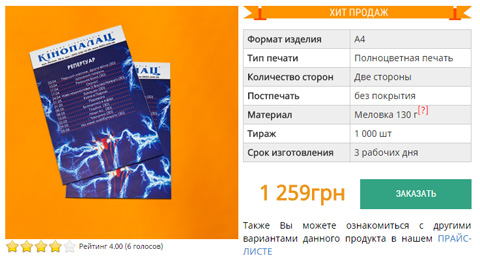 ХИТ ПРОДАЖ
КІНОПАЛАЦ
РЕПЕРТУАР
Формат изделия А4
Тип печати Полноцветная печать
Количество сторон Две стороны
Постпечать без покрытия
Материал Меловка 130 г[?]
Тираж 1 000 шт
Срок изготовления 3 рабочих дня
1 259грн ЗАКАЗАТЬ
Также Вы можете ознакомиться с другими
вариантами данного продукта в нашем ПРАЙС-
ЛИСТЕ
Рейтинг 4.00 (6 голосов)